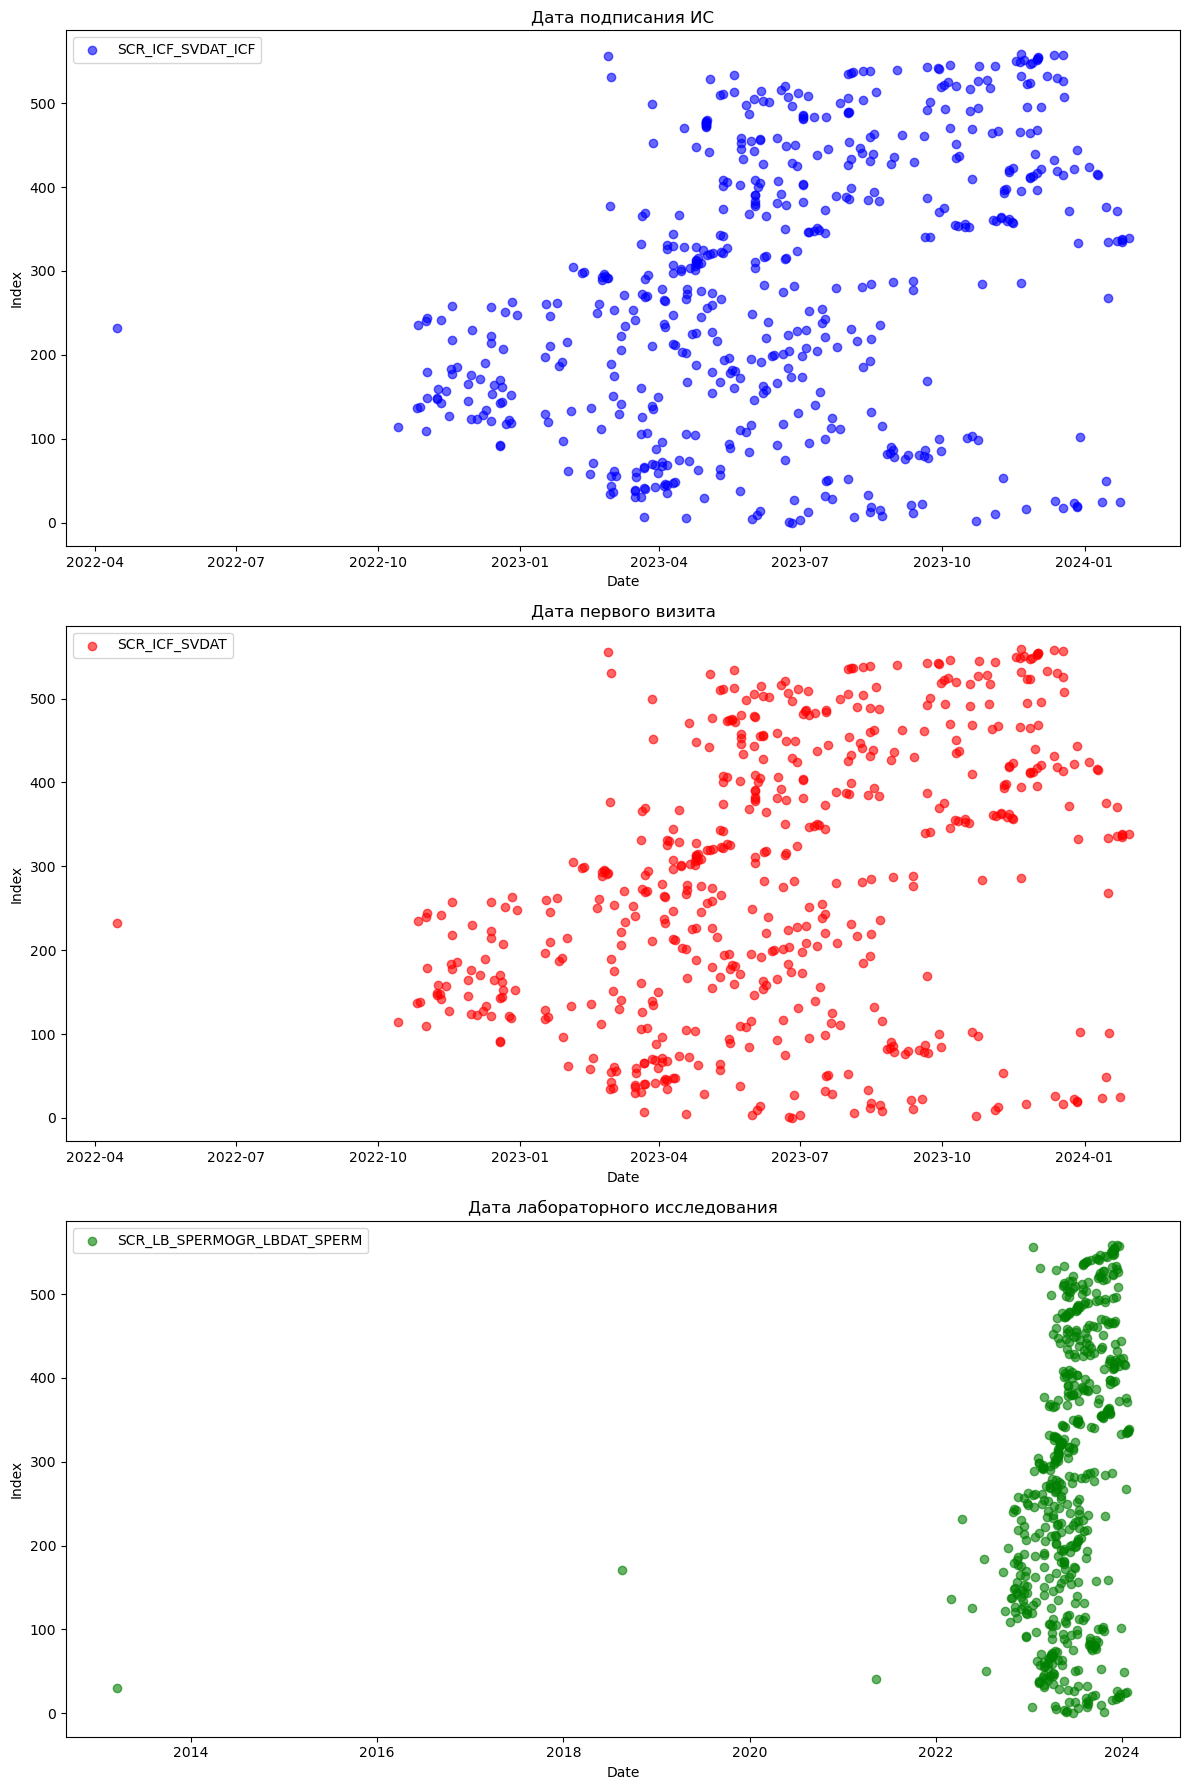 Дата подписания ИС
SCR_ICF_SVDAT_ICF
500
400
300
200
100
0
Index
2022-04 2022-07 2022-10 2023-01 2023-04 2023-07 2023-10 2024-01
Date
Дата первого визита
SCR_ICF_SVDAT
500
400
300
200
100
0
Index
2022-04 2022-07 2022-10 2023-01 2023-04 2023-07 2023-10 2024-01
Date
Дата лабораторного исследования
SCR_LB_SPERMOGR_LBDAT_SPERM
500
400
300
200
100
0
Index
2014 2016 2018 2020 2022 2024
Date